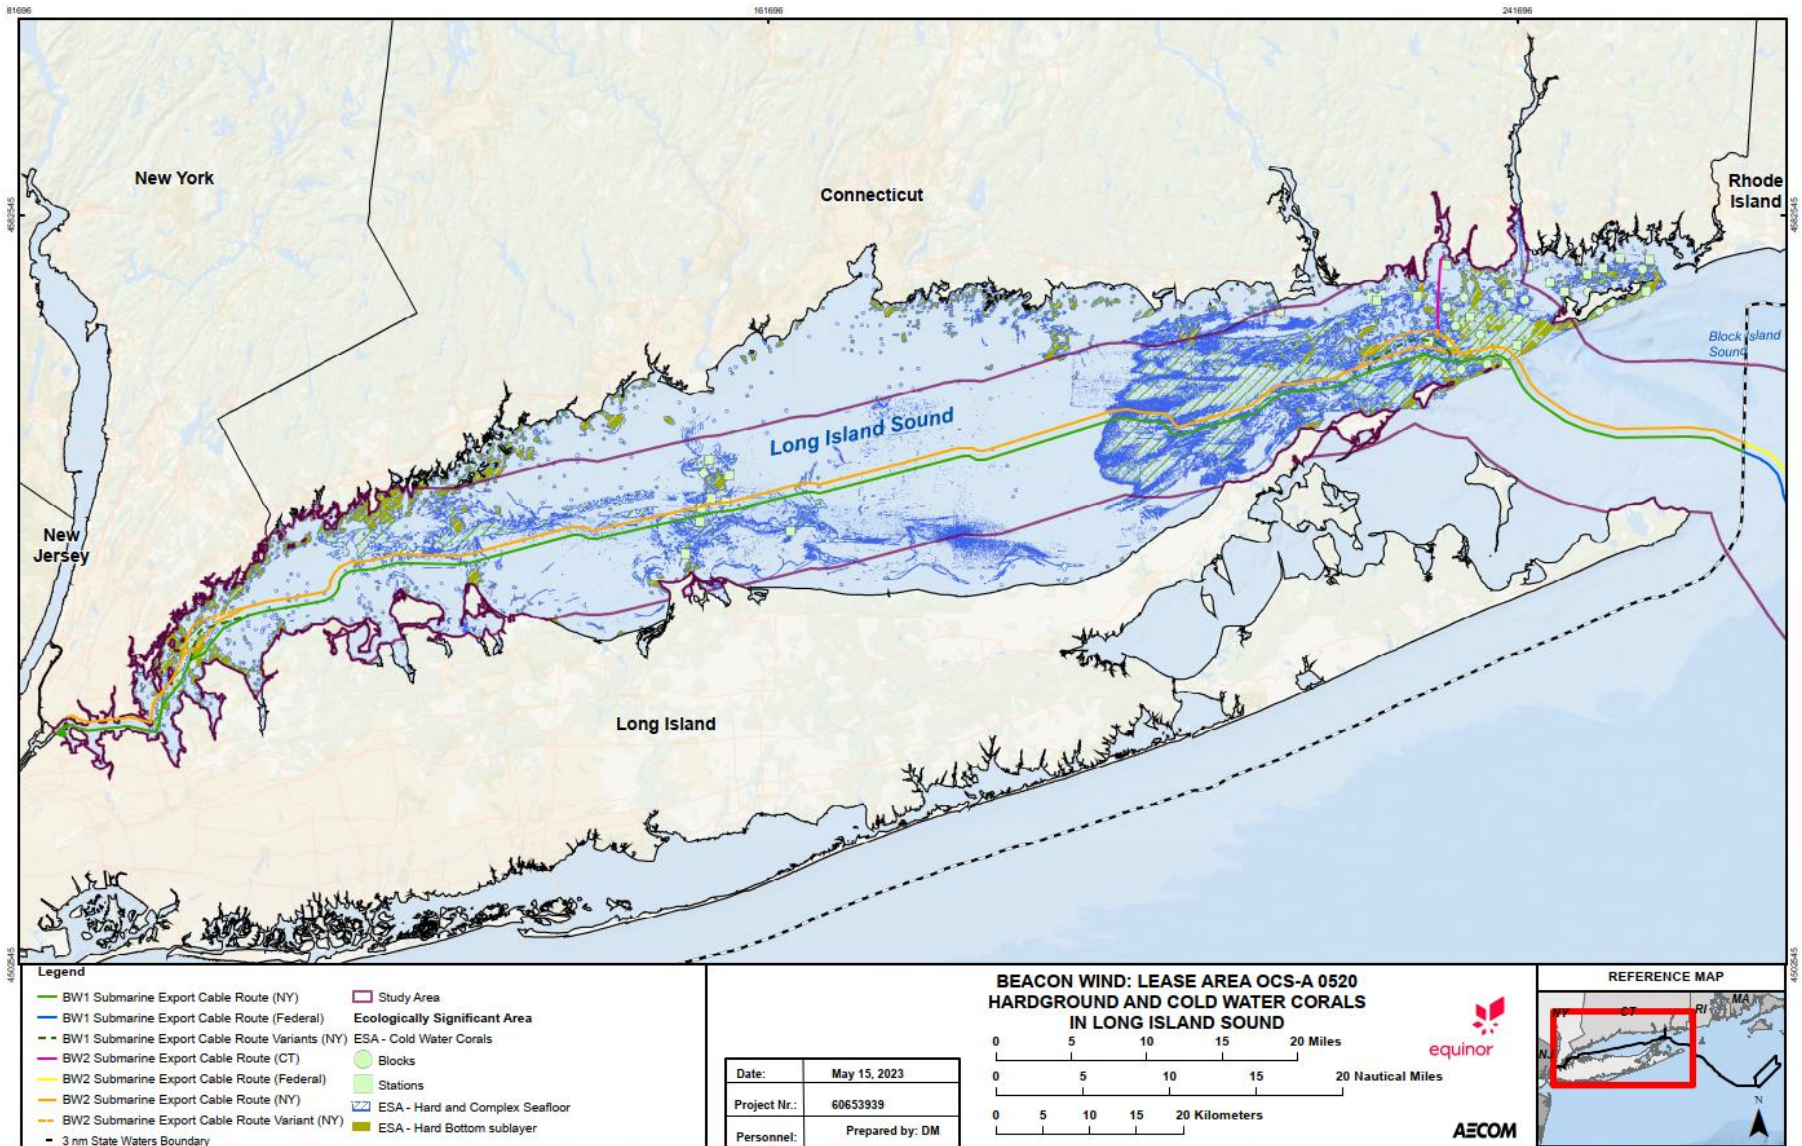 81696
161696
241696
4582545
4582545
New York
Connecticut
Rhode
Island
Block Island
Sound
Long Island Sound
New
Jersey
Long Island
4502545
4502545
Legend
BW1 Submarine Export Cable Route (NY)
BW1 Submarine Export Cable Route (Federal)
BW1 Submarine Export Cable Route Variants (NY)
BW2 Submarine Export Cable Route (CT)
BW2 Submarine Export Cable Route (Federal)
BW2 Submarine Export Cable Route (NY)
BW2 Submarine Export Cable Route Variant (NY)
3 nm State Waters Boundary
Study Area
Ecologically Significant Area
ESA - Cold Water Corals
Blocks
Stations
ESA - Hard and Complex Seafloor
ESA - Hard Bottom sublayer
Date: May 15, 2023
Project Nr.: 60653939
Personnel: Prepared by: DM
BEACON WIND: LEASE AREA OCS-A 0520
HARDGROUND AND COLD WATER CORALS
IN LONG ISLAND SOUND
0 5 10 15 20 Miles
0 5 10 15 20 Nautical Miles
0 5 10 15 20 Kilometers
equinor
AECOM
REFERENCE MAP
NY
CT
RI
MA
N